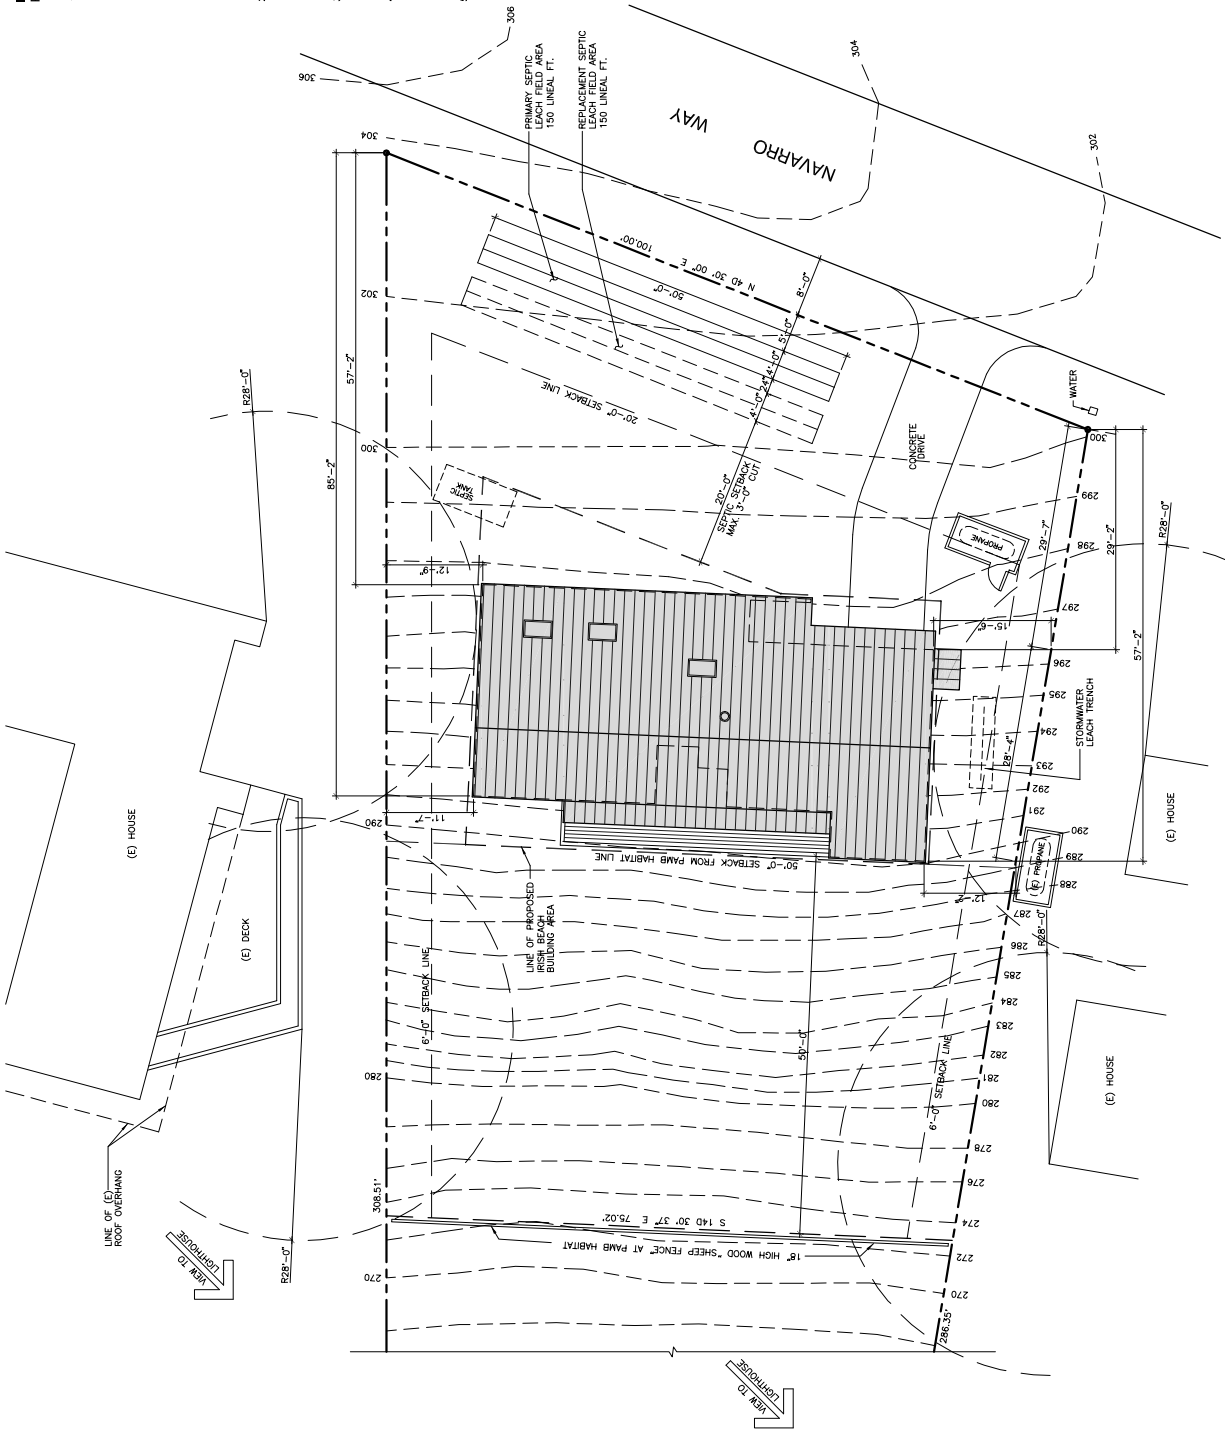 306
306
304
304
302
302
300
300
PRIMARY SEPTIC
LEACH FIELD AREA
150 LINEAL FT.
REPLACEMENT SEPTIC
LEACH FIELD AREA
150 LINEAL FT.
NAVARRO
WAY
N 4D 30' 00" E
100.00'
50'-0"
8'-0"
5'-0"
4'-0"
24"
4'-0"
20'-0" SETBACK LINE
20'-0"
SEPTIC SETBACK
MAX. 3'-0" CUT
SEPTIC
TANK
CONCRETE
DRIVE
WATER
PROPANE
R28'-0"
57'-2"
85'-2"
12'-9"
29'-7"
29'-2"
R28'-0"
57'-2"
15'-6"
299
298
297
296
295
294
293
292
291
290
289
288
287
286
285
284
283
282
281
280
278
276
274
272
270
STORMWATER
LEACH TRENCH
28'-4"
(E) HOUSE
(E) DECK
(E) HOUSE
(E) HOUSE
(E) PROPANE
R28'-0"
11'-7"
290
12'-2"
50'-0" SETBACK FROM PAMB HABITAT LINE
LINE OF PROPOSED
IRISH BEACH
BUILDING AREA
6'-0" SETBACK LINE
6'-0" SETBACK LINE
50'-0"
280
LINE OF (E)
ROOF OVERHANG
308.51'
S 14D 30' 37" E 75.02'
18" HIGH WOOD "SHEEP FENCE" AT PAMB HABITAT
R28'-0"
270
286.35'
VIEW TO
LIGHTHOUSE
VIEW TO
LIGHTHOUSE